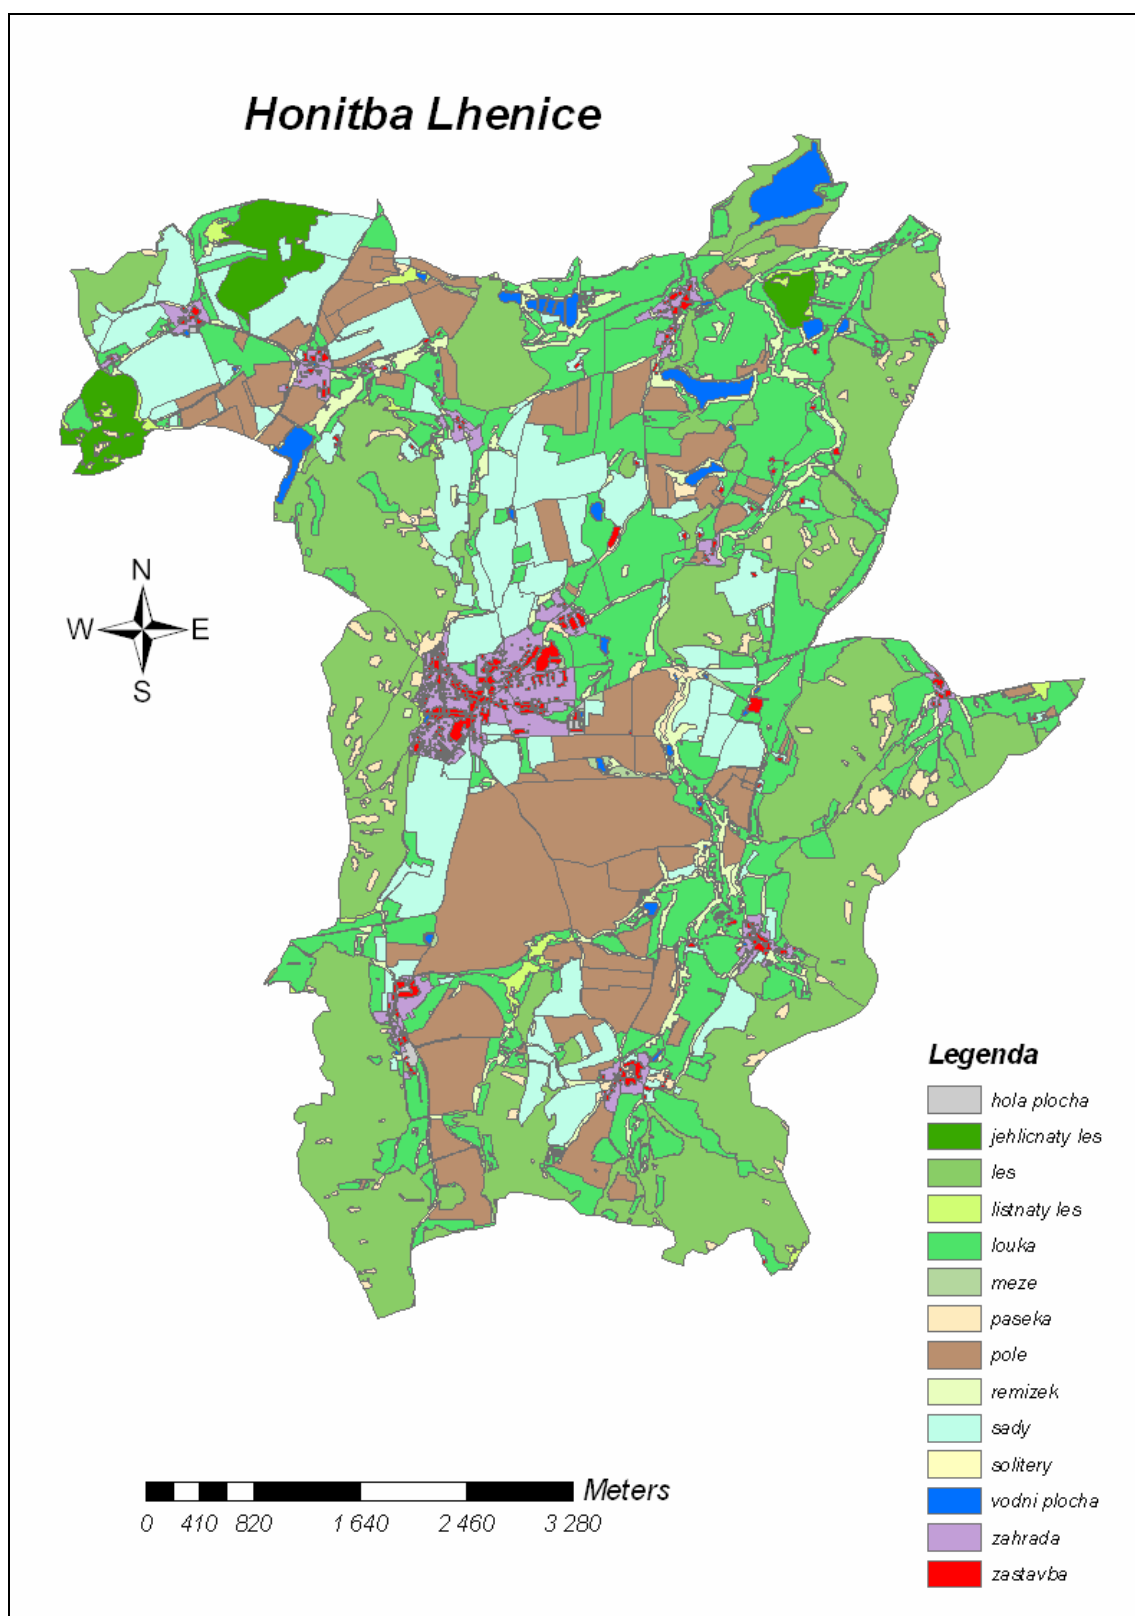 Honitba Lhenice
N
W E
S
Legenda
hola plocha
jehlicnaty les
les
listnaty les
louka
meze
paseka
pole
remizek
sady
solitery
vodni plocha
zahrada
zastavba
Meters
0 410 820 1 640 2 460 3 280